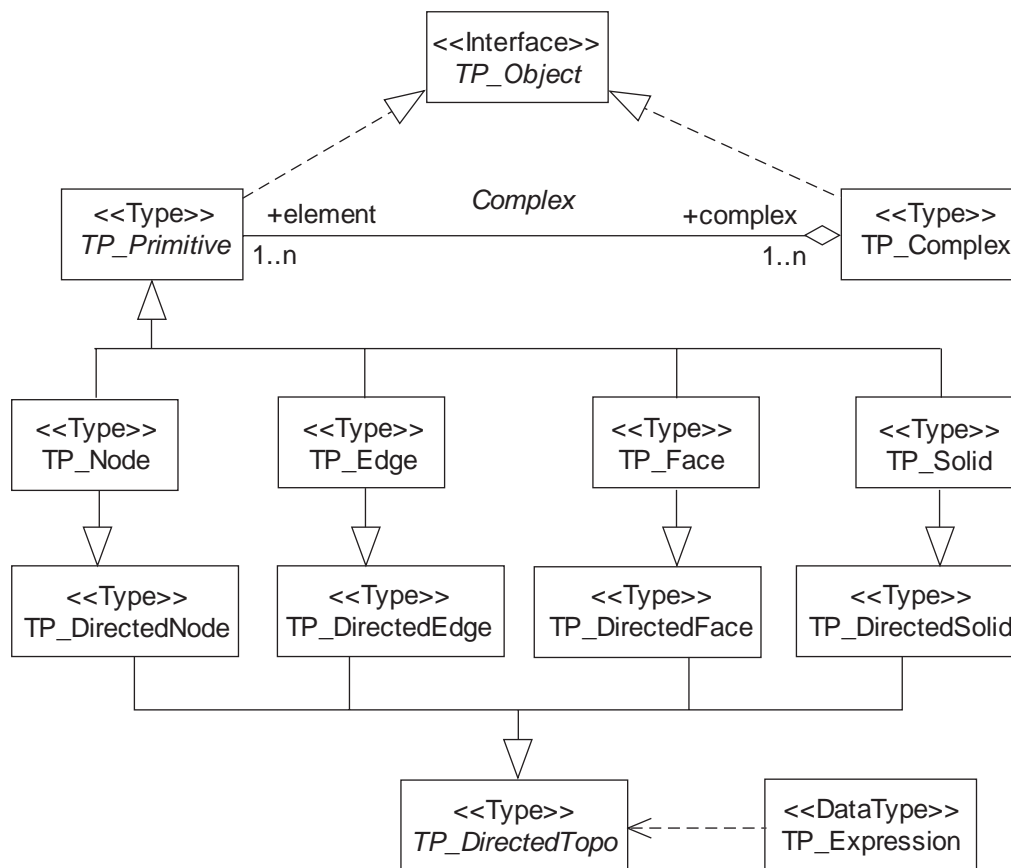 <<Interface>>
TP_Object
<<Type>>
TP_Primitive
+element
1..n
Complex
+complex
1..n
<<Type>>
TP_Complex
<<Type>>
TP_Node
<<Type>>
TP_Edge
<<Type>>
TP_Face
<<Type>>
TP_Solid
<<Type>>
TP_DirectedNode
<<Type>>
TP_DirectedEdge
<<Type>>
TP_DirectedFace
<<Type>>
TP_DirectedSolid
<<Type>>
TP_DirectedTopo
<<DataType>>
TP_Expression